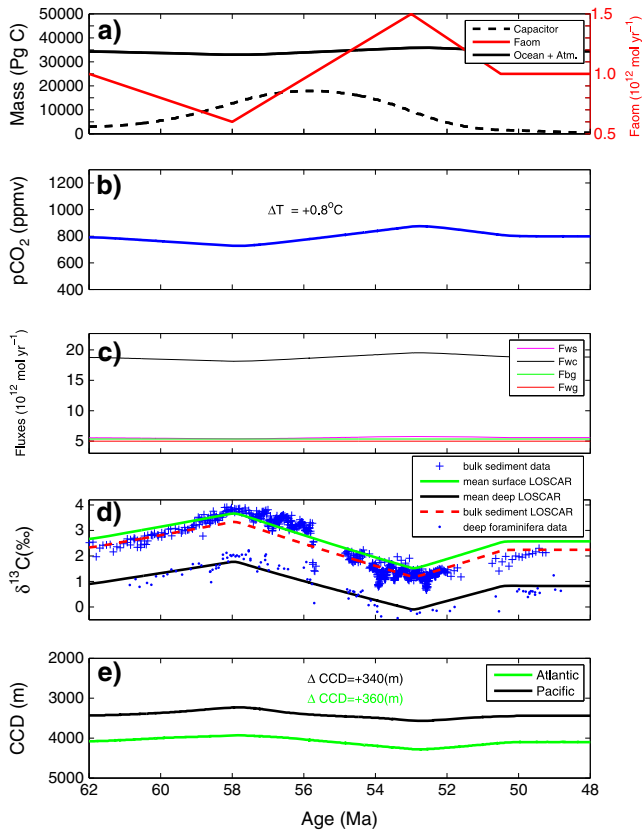 a)
50000
40000
30000
20000
10000
0
Mass (Pg C)
Capacitor
Faom
Ocean + Atm.
1.5
1.0
0.5
Faom (10¹² mol yr⁻¹)
b)
1200
1000
800
600
400
pCO₂ (ppmv)
ΔT = +0.8°C
c)
20
15
10
5
Fluxes (10¹² mol yr⁻¹)
Fws
Fwc
Fbg
Fwg
d)
4
3
2
1
0
δ¹³C(‰)
bulk sediment data
mean surface LOSCAR
mean deep LOSCAR
bulk sediment LOSCAR
deep foraminifera data
e)
2000
3000
4000
5000
CCD (m)
Δ CCD=+340(m)
Δ CCD=+360(m)
Atlantic
Pacific
62 60 58 56 54 52 50 48
Age (Ma)